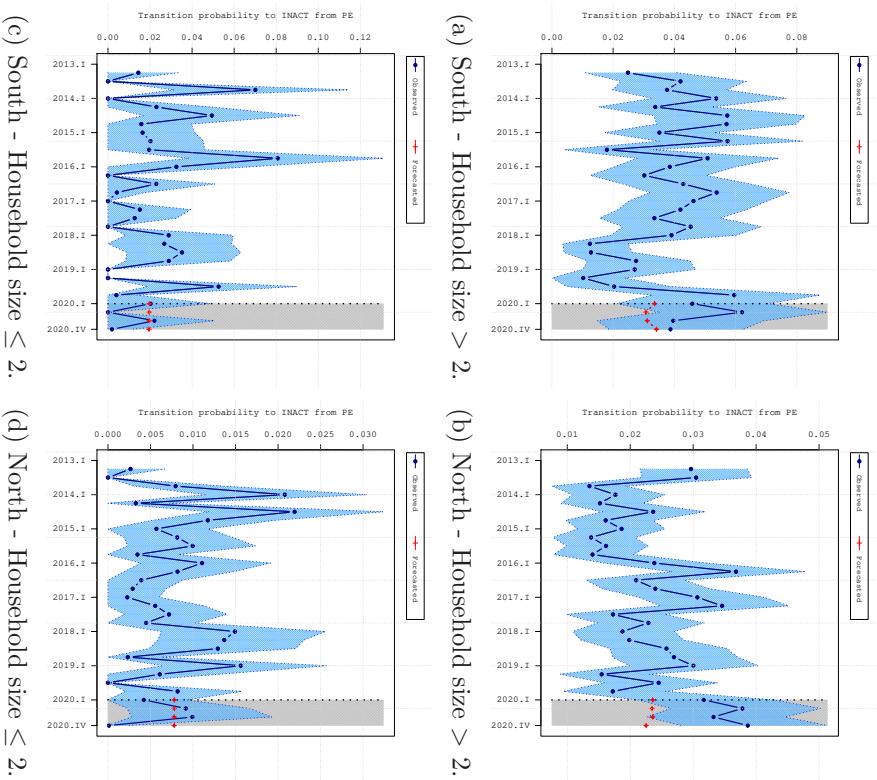 Transition probability to INACT from PE
0.00
0.02
0.04
0.06
0.08
2013.I
2014.I
2015.I
2016.I
2017.I
2018.I
2019.I
2020.I
2020.IV
Observed
Forecasted
(a) South - Household size > 2.
Transition probability to INACT from PE
0.01
0.02
0.03
0.04
0.05
2013.I
2014.I
2015.I
2016.I
2017.I
2018.I
2019.I
2020.I
2020.IV
Observed
Forecasted
(b) North - Household size > 2.
Transition probability to INACT from PE
0.00
0.02
0.04
0.06
0.08
0.10
0.12
2013.I
2014.I
2015.I
2016.I
2017.I
2018.I
2019.I
2020.I
2020.IV
Observed
Forecasted
(c) South - Household size ≤ 2.
Transition probability to INACT from PE
0.000
0.005
0.010
0.015
0.020
0.025
0.030
2013.I
2014.I
2015.I
2016.I
2017.I
2018.I
2019.I
2020.I
2020.IV
Observed
Forecasted
(d) North - Household size ≤ 2.